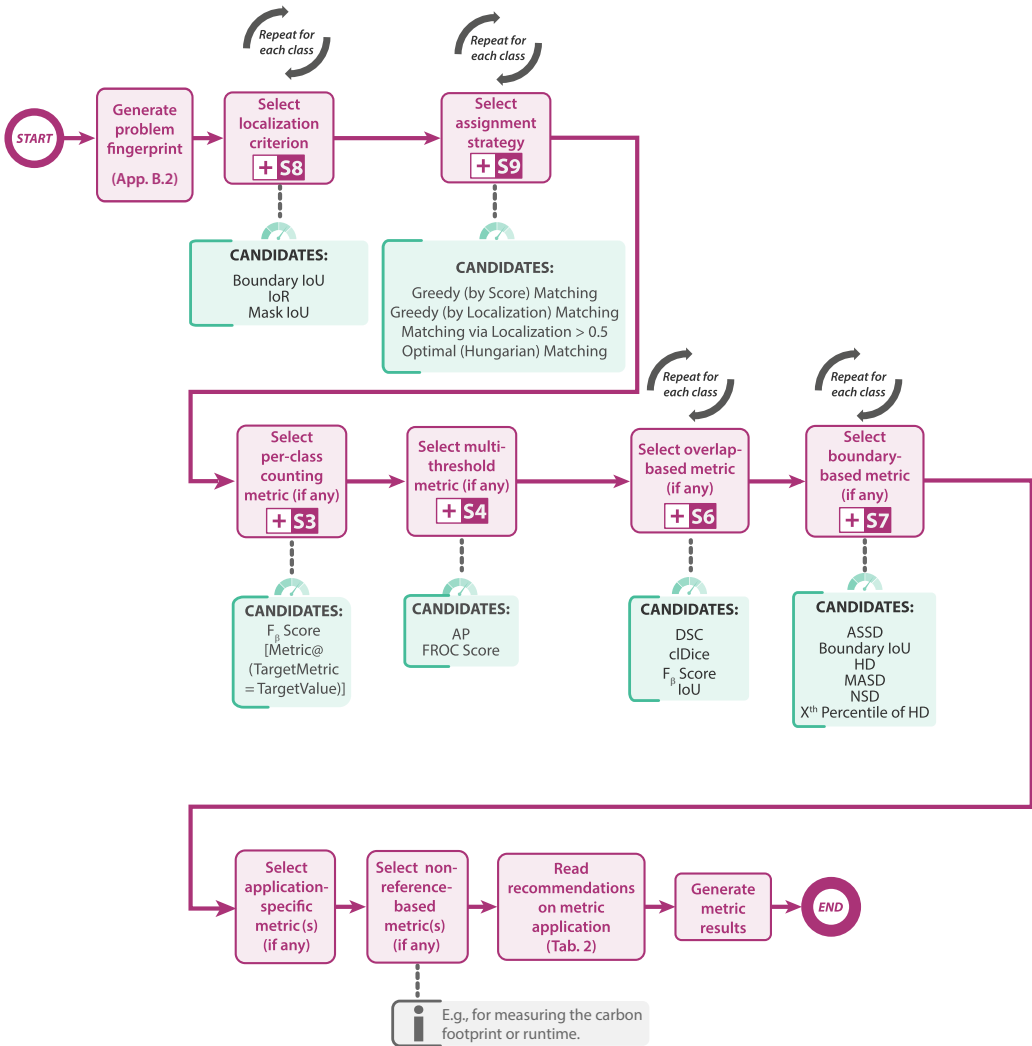 Repeat for
each class
Repeat for
each class
START
Generate
problem
fingerprint
(App. B.2)
Select
localization
criterion
+ S8
Select
assignment
strategy
+ S9
CANDIDATES:
Boundary IoU
IoR
Mask IoU
CANDIDATES:
Greedy (by Score) Matching
Greedy (by Localization) Matching
Matching via Localization > 0.5
Optimal (Hungarian) Matching
Repeat for
each class
Repeat for
each class
Select
per-class
counting
metric (if any)
+ S3
Select multi-
threshold
metric (if any)
+ S4
Select overlap-
based metric
(if any)
+ S6
Select
boundary-
based metric
(if any)
+ S7
CANDIDATES:
Fβ Score
[Metric@
(TargetMetric
= TargetValue)]
CANDIDATES:
AP
FROC Score
CANDIDATES:
DSC
clDice
Fβ Score
IoU
CANDIDATES:
ASSD
Boundary IoU
HD
MASD
NSD
Xth Percentile of HD
Select
application-
specific
metric(s)
(if any)
Select non-
reference-
based
metric(s)
(if any)
Read
recommendations
on metric
application
(Tab. 2)
Generate
metric
results
END
i
E.g., for measuring the carbon
footprint or runtime.